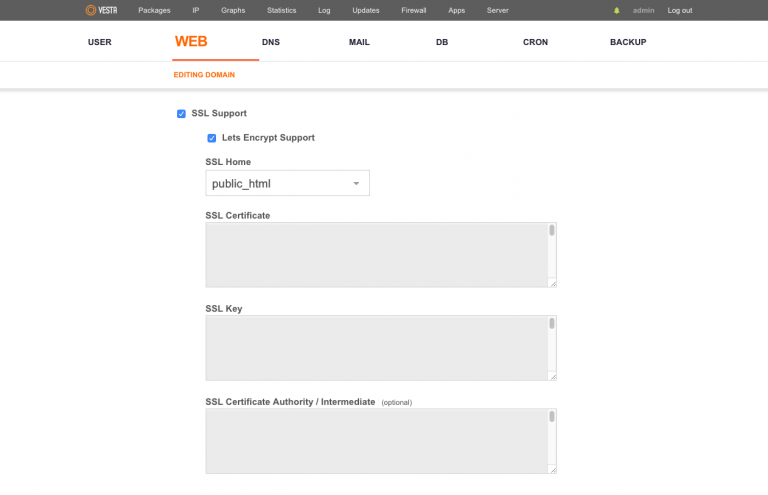 VESTA Packages IP Graphs Statistics Log Updates Firewall Apps Server admin Log out
USER WEB DNS MAIL DB CRON BACKUP
EDITING DOMAIN
SSL Support
Lets Encrypt Support
SSL Home
public_html
SSL Certificate
SSL Key
SSL Certificate Authority / Intermediate (optional)